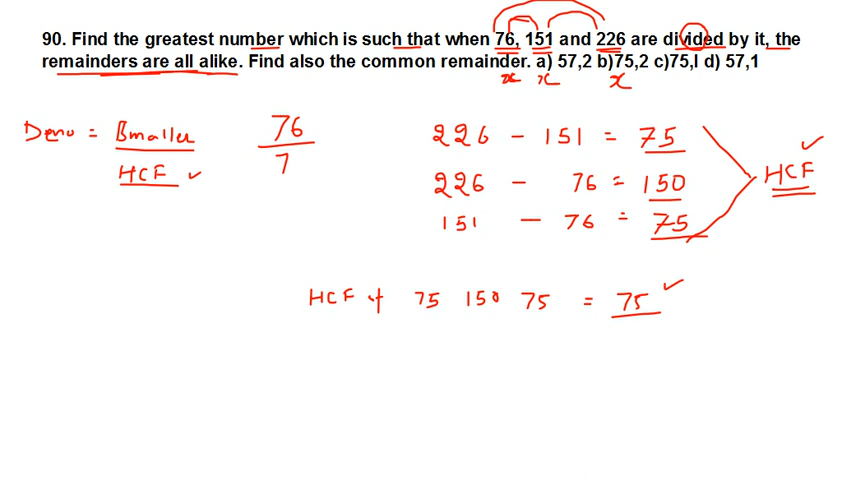 90. Find the greatest number which is such that when 76, 151 and 226 are divided by it, the
remainders are all alike. Find also the common remainder. a) 57,2 b)75,2 c)75,I d) 57,1
x x x
Deno = Smaller
HCF ✓
76
7
226 - 151 = 75
226 - 76 = 150
151 - 76 = 75
HCF ✓
HCF of 75 150 75 = 75 ✓